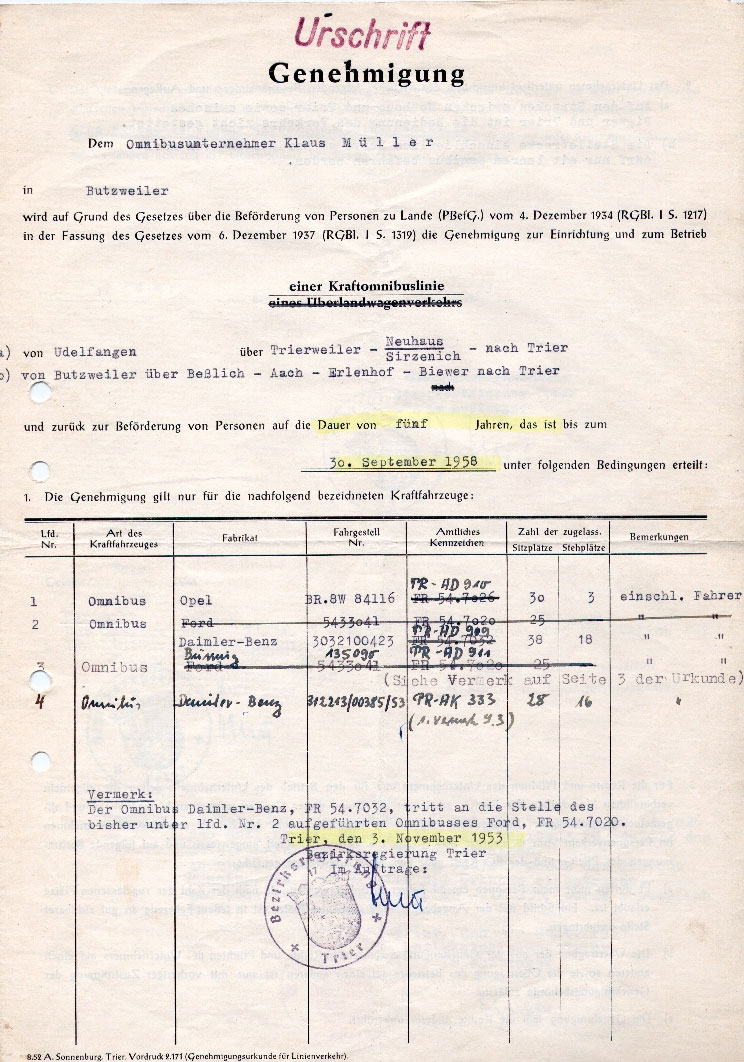 Urschrift
Genehmigung
Dem Omnibusunternehmer Klaus Müller
in Butzweiler
wird auf Grund des Gesetzes über die Beförderung von Personen zu Lande (PBefG.) vom 4. Dezember 1934 (RGBl. I S. 1217)
in der Fassung des Gesetzes vom 6. Dezember 1937 (RGBl. I S. 1319) die Genehmigung zur Einrichtung und zum Betrieb
einer Kraftomnibuslinie
eines Überlandwagenverkehrs
a) von Udelfangen über Trierweiler - Neuhaus/Sirzenich - nach Trier
b) von Butzweiler über Beßlich - Aach - Erlenhof - Biewer nach Trier
nach
und zurück zur Beförderung von Personen auf die Dauer von fünf Jahren, das ist bis zum
30. September 1958 unter folgenden Bedingungen erteilt:
1. Die Genehmigung gilt nur für die nachfolgend bezeichneten Kraftfahrzeuge:
Lfd. Nr. Art des Kraftfahrzeuges Fabrikat Fahrgestell Nr. Amtliches Kennzeichen Zahl der zugelass. Sitzplätze Stehplätze Bemerkungen
TR-AD 910
1 Omnibus Opel BR.8W 84116 FR 54.7026 30 3 einschl. Fahrer
2 Omnibus Ford 5433041 FR 54.7020 25 " "
TR-AD 909
Daimler-Benz 3032100423 FR 54.7032 38 18 " "
Büssing 135090 TR-AD 911
3 Omnibus Ford 5433041 FR 54.7020 25 " "
(Siehe Vermerk auf Seite 3 der Urkunde)
4 Omnibus Daimler-Benz 312213/00385/53 TR-AK 333 28 16 "
Vermerk:
Der Omnibus Daimler-Benz, FR 54.7032, tritt an die Stelle des
bisher unter lfd. Nr. 2 aufgeführten Omnibusses Ford, FR 54.7020.
Trier, den 3. November 1953
Bezirksregierung Trier
Im Auftrage:
Bezirksregierung
17
Trier
8.52 A. Sonnenburg, Trier, Vordruck 2.171 (Genehmigungsurkunde für Linienverkehr).